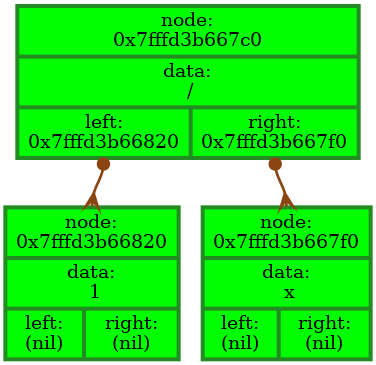 node:
0x7fffd3b667c0
data:
/
left:
0x7fffd3b66820
right:
0x7fffd3b667f0
node:
0x7fffd3b66820
data:
1
left:
(nil)
right:
(nil)
node:
0x7fffd3b667f0
data:
x
left:
(nil)
right:
(nil)